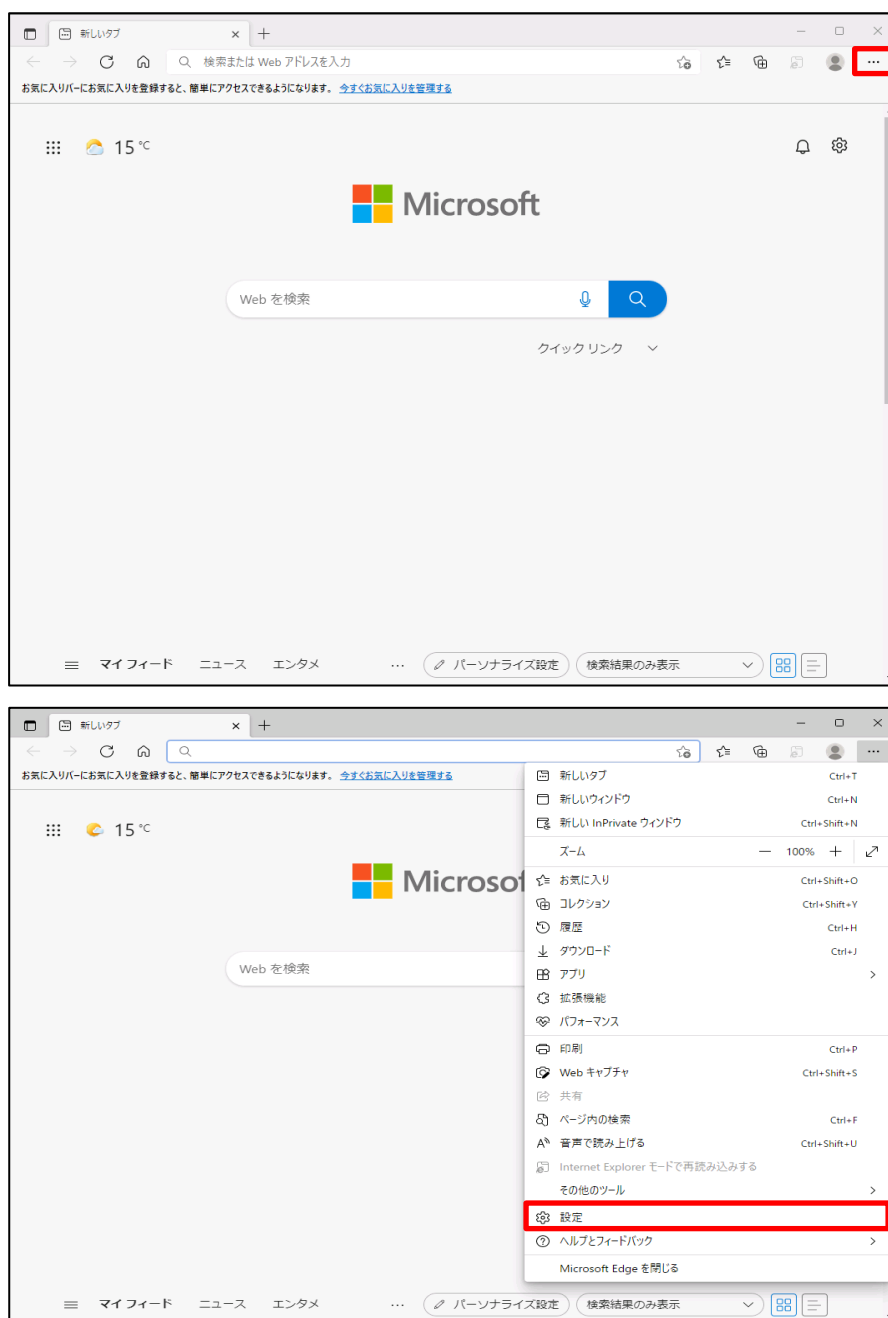 新しいタブ
検索または Web アドレスを入力
お気に入りバーにお気に入りを登録すると、簡単にアクセスできるようになります。 今すぐお気に入りを管理する
15 °C
Microsoft
Web を検索
クイック リンク
マイ フィード ニュース エンタメ ... パーソナライズ設定 検索結果のみ表示
新しいタブ
お気に入りバーにお気に入りを登録すると、簡単にアクセスできるようになります。 今すぐお気に入りを管理する
15 °C
Microsof
Web を検索
新しいタブ Ctrl+T
新しいウィンドウ Ctrl+N
新しい InPrivate ウィンドウ Ctrl+Shift+N
ズーム — 100% +
お気に入り Ctrl+Shift+O
コレクション Ctrl+Shift+Y
履歴 Ctrl+H
ダウンロード Ctrl+J
アプリ
拡張機能
パフォーマンス
印刷 Ctrl+P
Web キャプチャ Ctrl+Shift+S
共有
ページ内の検索 Ctrl+F
音声で読み上げる Ctrl+Shift+U
Internet Explorer モードで再読み込みする
その他のツール
設定
ヘルプとフィードバック
Microsoft Edge を閉じる
マイ フィード ニュース エンタメ ... パーソナライズ設定 検索結果のみ表示